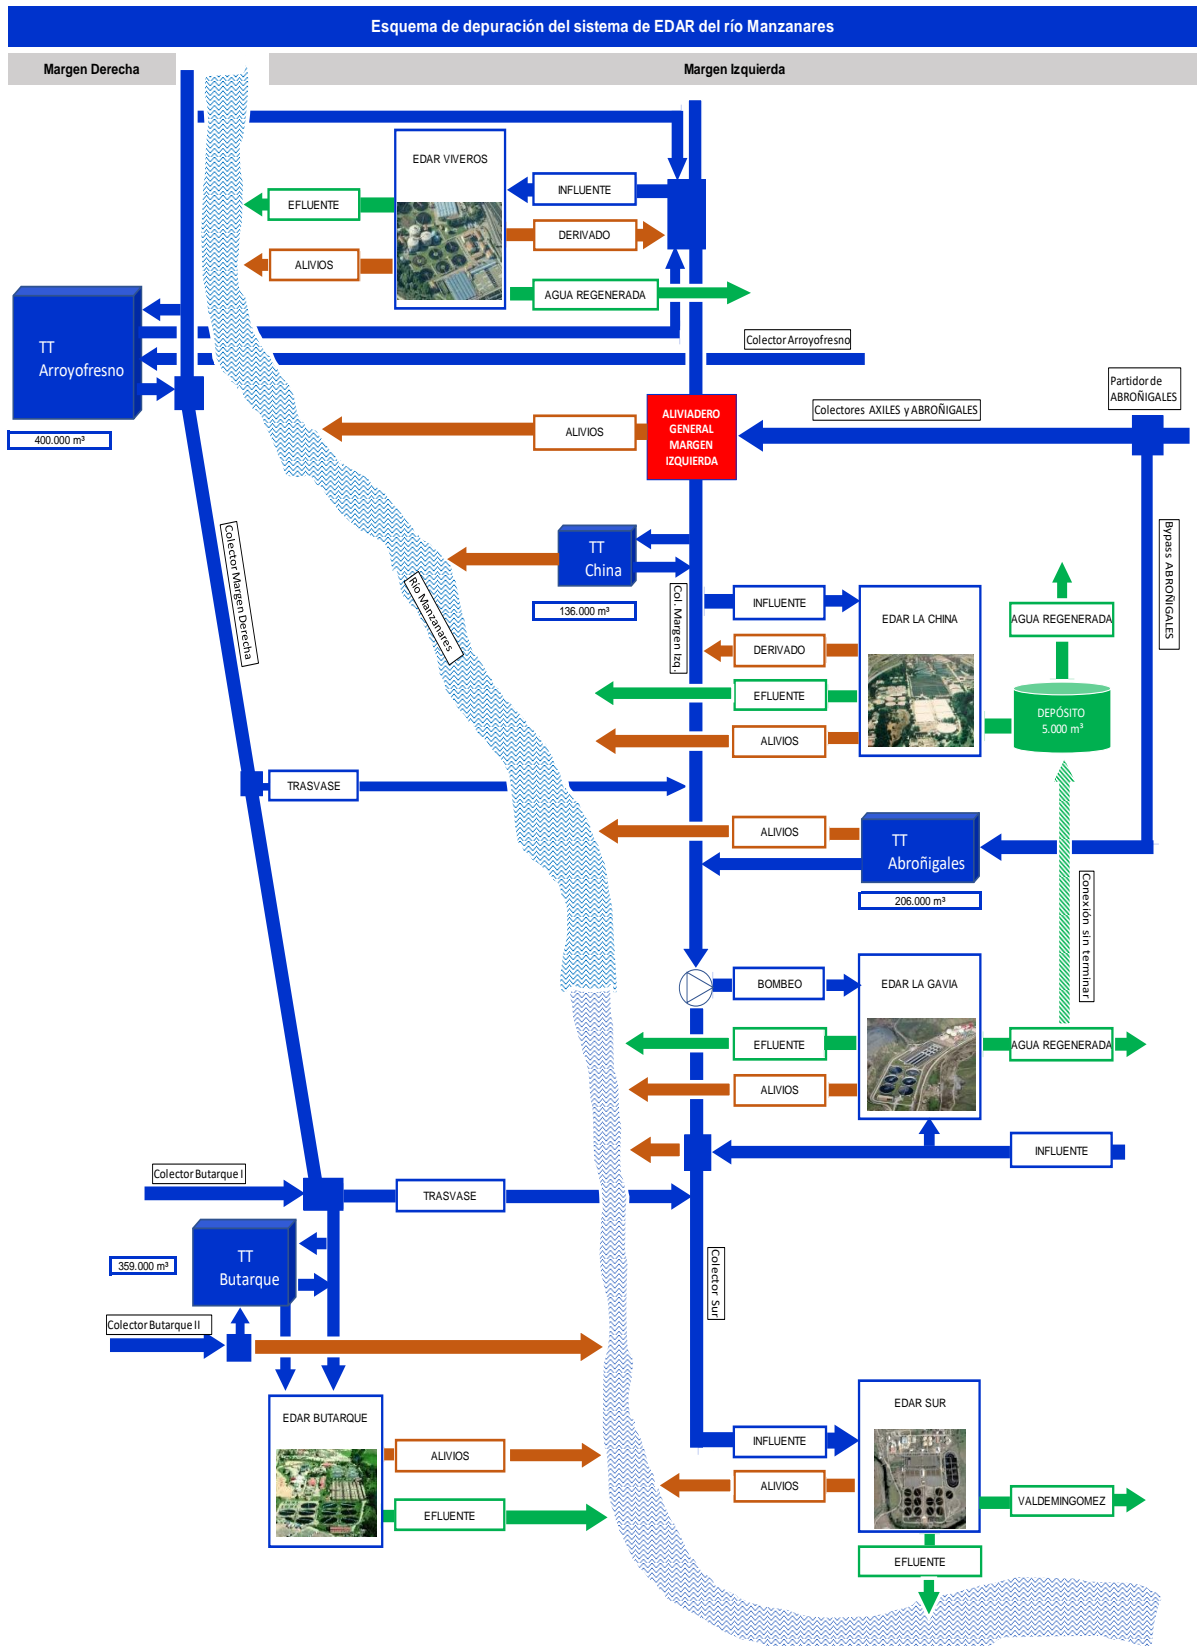 Esquema de depuración del sistema de EDAR del río Manzanares
Margen Derecha
Margen Izquierda
EDAR VIVEROS
INFLUENTE
EFLUENTE
DERIVADO
ALIVIOS
AGUA REGENERADA
TT
Arroyofresno
400.000 m³
Colector Arroyofresno
Partidor de
ABROÑIGALES
Colectores AXILES y ABROÑIGALES
ALIVIADERO
GENERAL
MARGEN
IZQUIERDA
ALIVIOS
Colector Margen Derecha
Río Manzanares
TT
China
136.000 m³
Col. Margen Izq.
Bypass ABROÑIGALES
INFLUENTE
EDAR LA CHINA
AGUA REGENERADA
DERIVADO
EFLUENTE
DEPÓSITO
5.000 m³
ALIVIOS
TRASVASE
ALIVIOS
TT
Abroñigales
206.000 m³
Conexión sin terminar
BOMBEO
EDAR LA GAVIA
EFLUENTE
AGUA REGENERADA
ALIVIOS
INFLUENTE
Colector Butarque I
TRASVASE
TT
Butarque
359.000 m³
Colector Sur
Colector Butarque II
EDAR BUTARQUE
ALIVIOS
EFLUENTE
EDAR SUR
INFLUENTE
ALIVIOS
VALDEMINGOMEZ
EFLUENTE